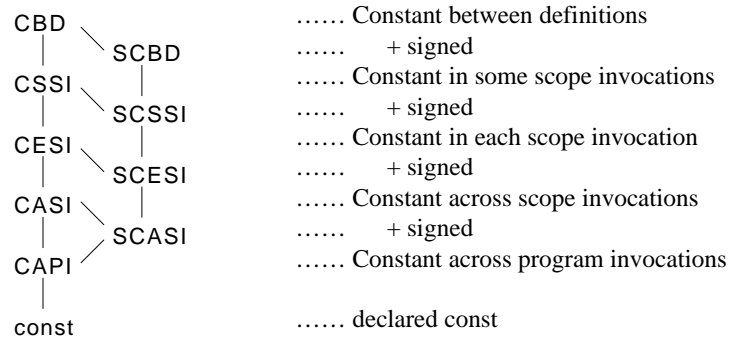 CBD …… Constant between definitions
SCBD …… + signed
CSSI …… Constant in some scope invocations
SCSSI …… + signed
CESI …… Constant in each scope invocation
SCESI …… + signed
CASI …… Constant across scope invocations
SCASI …… + signed
CAPI …… Constant across program invocations
const …… declared const